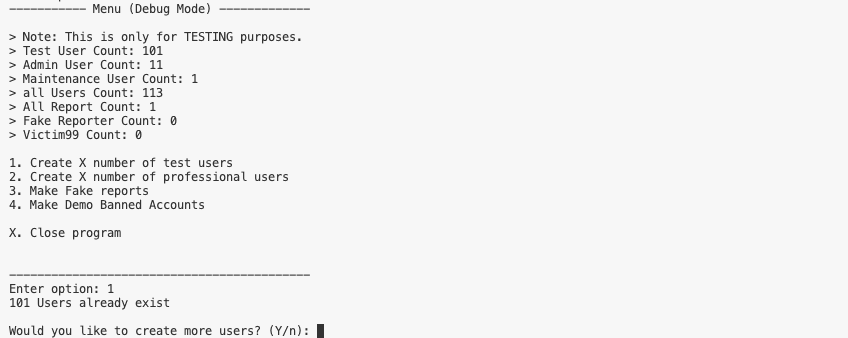 ----------- Menu (Debug Mode) -------------
> Note: This is only for TESTING purposes.
> Test User Count: 101
> Admin User Count: 11
> Maintenance User Count: 1
> all Users Count: 113
> All Report Count: 1
> Fake Reporter Count: 0
> Victim99 Count: 0
1. Create X number of test users
2. Create X number of professional users
3. Make Fake reports
4. Make Demo Banned Accounts
X. Close program
-------------------------------------------
Enter option: 1
101 Users already exist
Would you like to create more users? (Y/n):